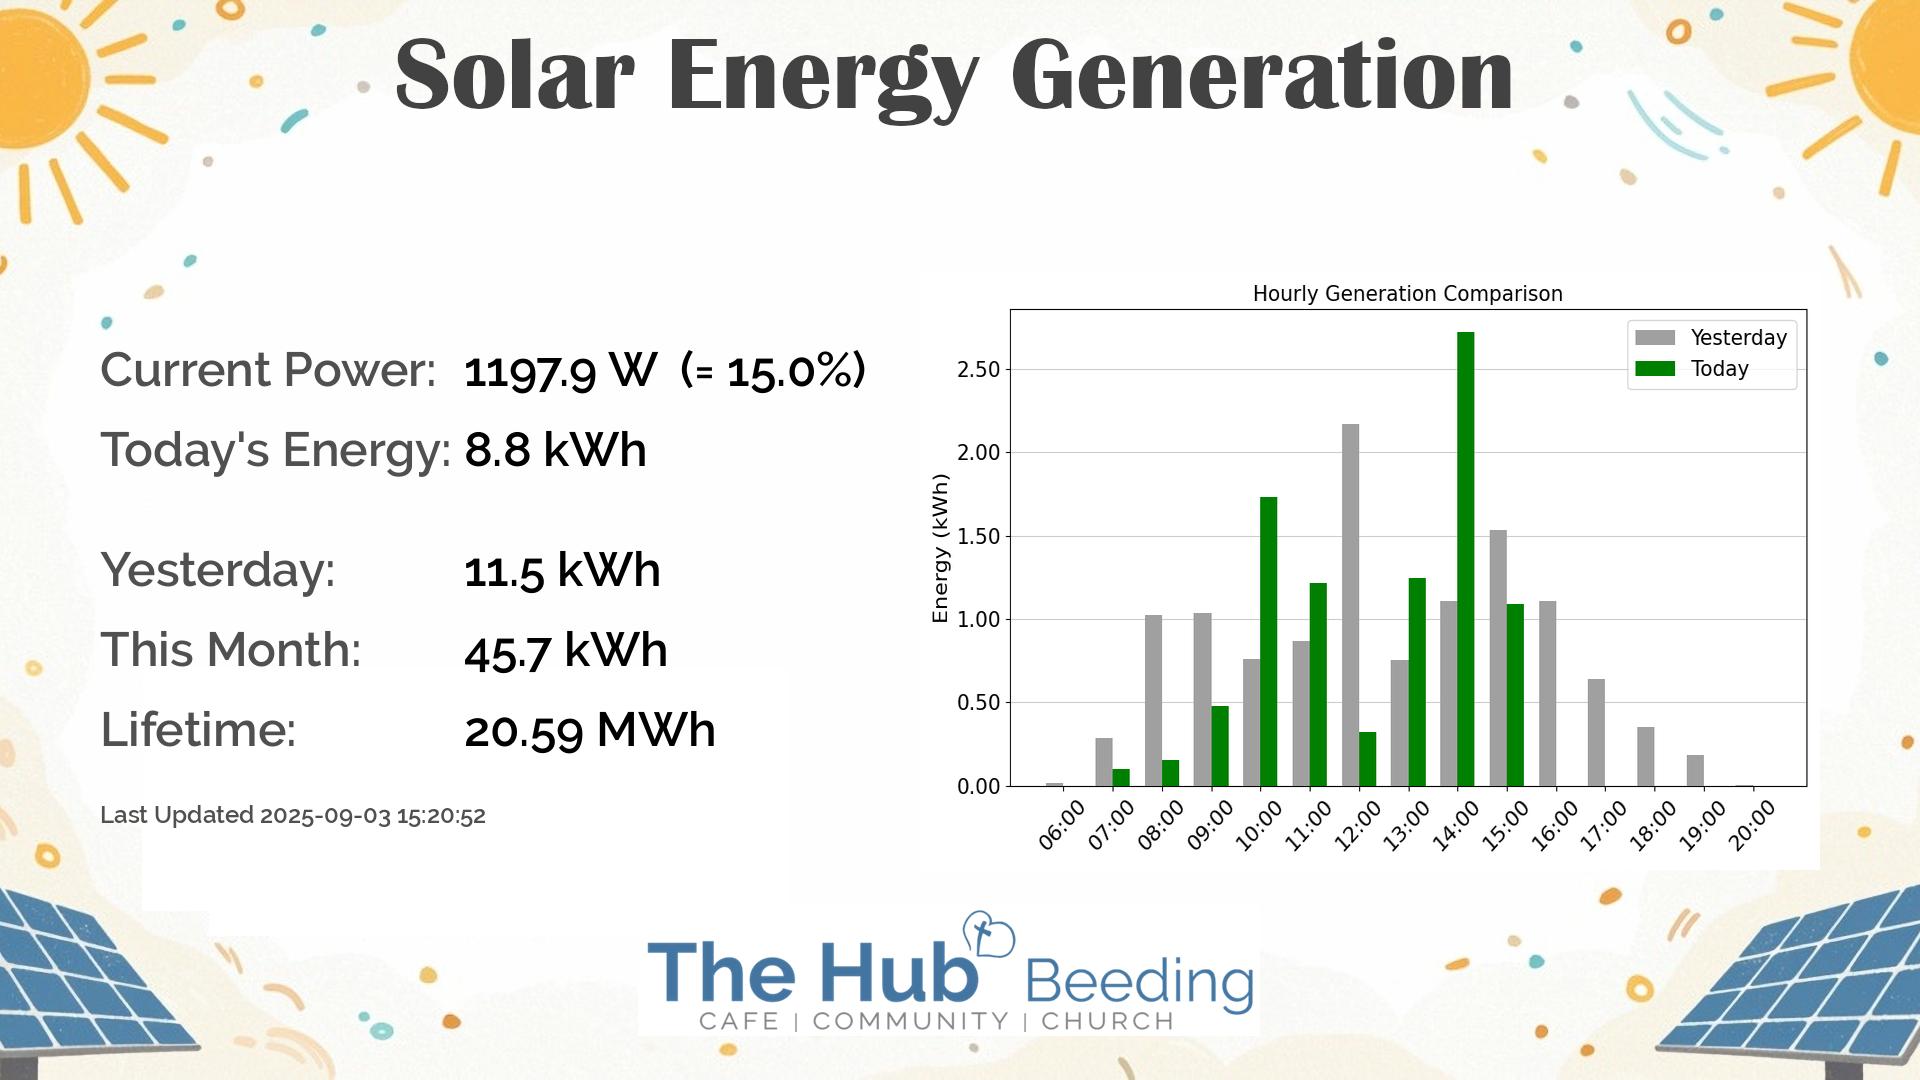 Solar Energy Generation
Current Power: 1197.9 W (= 15.0%)
Today's Energy: 8.8 kWh
Yesterday: 11.5 kWh
This Month: 45.7 kWh
Lifetime: 20.59 MWh
Last Updated 2025-09-03 15:20:52
Hourly Generation Comparison
Yesterday
Today
Energy (kWh)
2.50
2.00
1.50
1.00
0.50
0.00
06:00 07:00 08:00 09:00 10:00 11:00 12:00 13:00 14:00 15:00 16:00 17:00 18:00 19:00 20:00
The Hub Beeding
CAFE | COMMUNITY | CHURCH